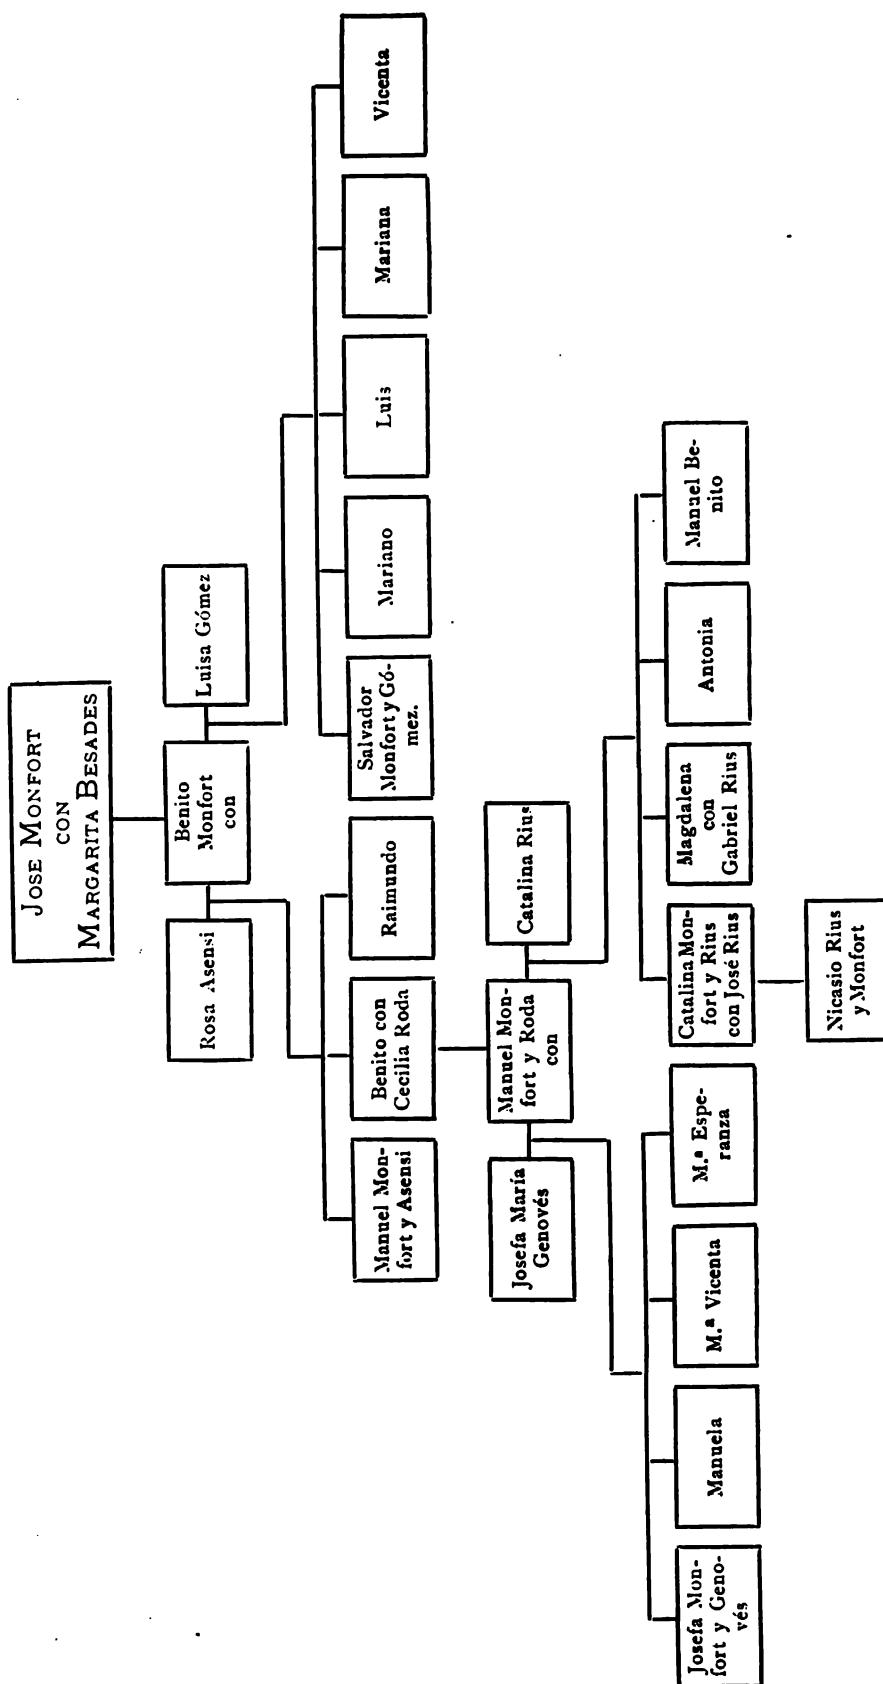 JOSE MONFORT
CON
MARGARITA BESADES
Rosa Asensi
Benito
Monfort
con
Luisa Gómez
Manuel Mon-
fort y Asensi
Benito con
Cecilia Roda
Raimundo
Salvador
Monfort y Gó-
mez.
Mariano
Luis
Mariana
Vicenta
Josefa María
Genovés
Manuel Mon-
fort y Roda
con
Catalina Rius
Josefa Mon-
fort y Geno-
vés
Manuela
M.ª Vicenta
M.ª Espe-
ranza
Catalina Mon-
fort y Rius
con José Rius
Magdalena
con
Gabriel Rius
Antonia
Manuel Be-
nito
Nicasio Rius
y Monfort